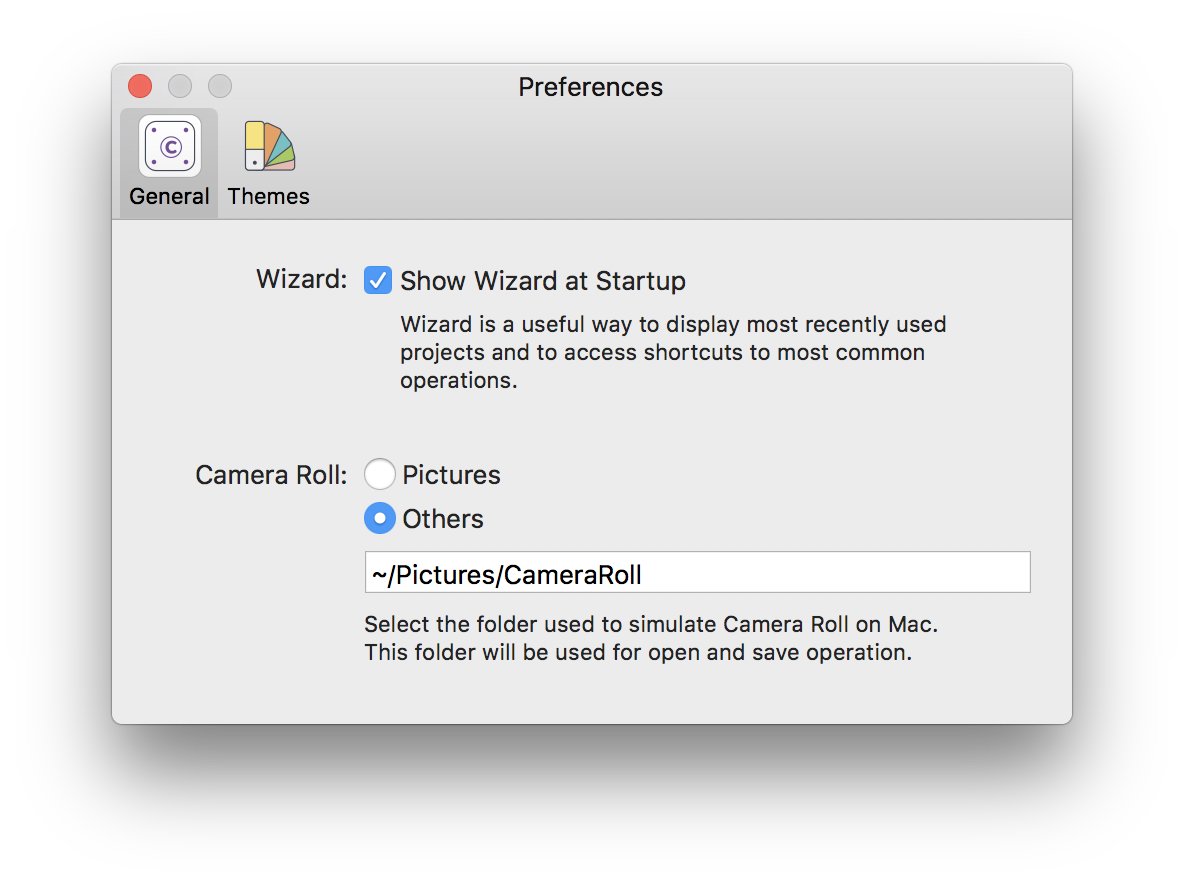 Preferences
C
General Themes
Wizard: Show Wizard at Startup
Wizard is a useful way to display most recently used
projects and to access shortcuts to most common
operations.
Camera Roll: Pictures
Others
~/Pictures/CameraRoll
Select the folder used to simulate Camera Roll on Mac.
This folder will be used for open and save operation.